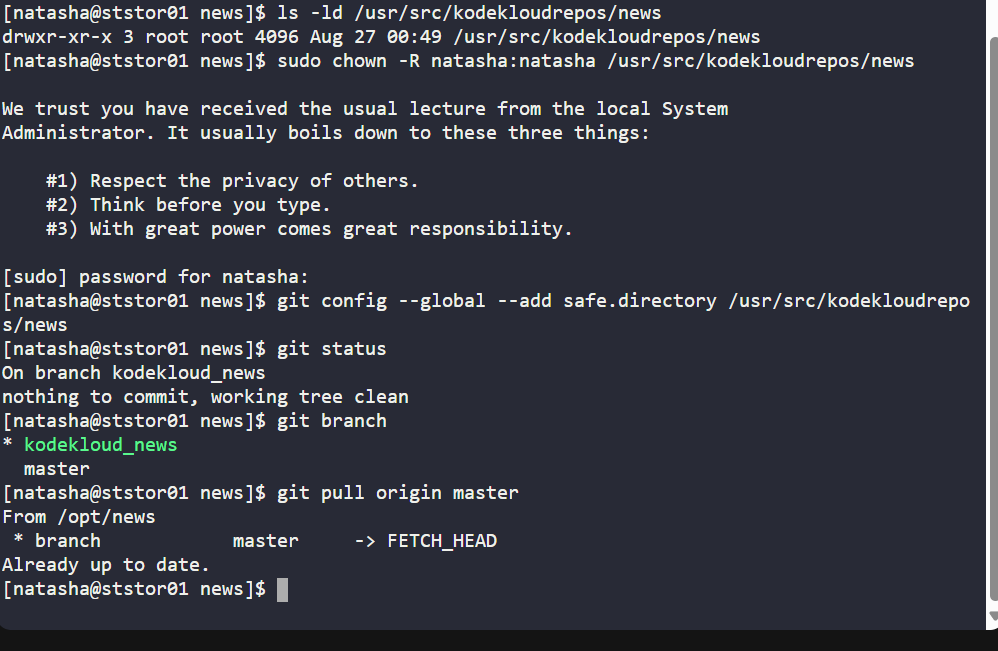 [natasha@ststor01 news]$ ls -ld /usr/src/kodekloudrepos/news
drwxr-xr-x 3 root root 4096 Aug 27 00:49 /usr/src/kodekloudrepos/news
[natasha@ststor01 news]$ sudo chown -R natasha:natasha /usr/src/kodekloudrepos/news
We trust you have received the usual lecture from the local System
Administrator. It usually boils down to these three things:
#1) Respect the privacy of others.
#2) Think before you type.
#3) With great power comes great responsibility.
[sudo] password for natasha:
[natasha@ststor01 news]$ git config --global --add safe.directory /usr/src/kodekloudrepo
s/news
[natasha@ststor01 news]$ git status
On branch kodekloud_news
nothing to commit, working tree clean
[natasha@ststor01 news]$ git branch
* kodekloud_news
master
[natasha@ststor01 news]$ git pull origin master
From /opt/news
* branch master -> FETCH_HEAD
Already up to date.
[natasha@ststor01 news]$